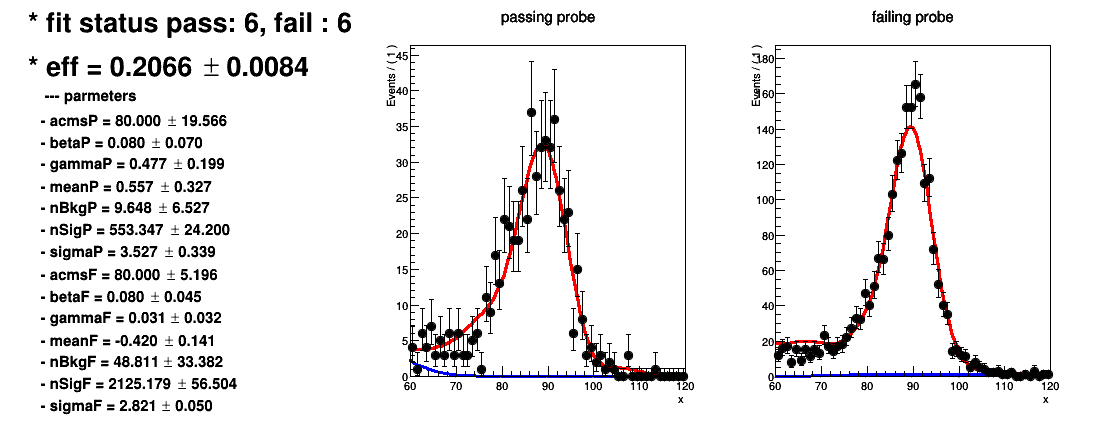 * fit status pass: 6, fail : 6
* eff = 0.2066 ± 0.0084
--- parmeters
- acmsP = 80.000 ± 19.566
- betaP = 0.080 ± 0.070
- gammaP = 0.477 ± 0.199
- meanP = 0.557 ± 0.327
- nBkgP = 9.648 ± 6.527
- nSigP = 553.347 ± 24.200
- sigmaP = 3.527 ± 0.339
- acmsF = 80.000 ± 5.196
- betaF = 0.080 ± 0.045
- gammaF = 0.031 ± 0.032
- meanF = -0.420 ± 0.141
- nBkgF = 48.811 ± 33.382
- nSigF = 2125.179 ± 56.504
- sigmaF = 2.821 ± 0.050
passing probe
Events / ( 1 )
45
40
35
30
25
20
15
10
5
0
60 70 80 90 100 110 120
x
failing probe
Events / ( 1 )
180
160
140
120
100
80
60
40
20
0
60 70 80 90 100 110 120
x